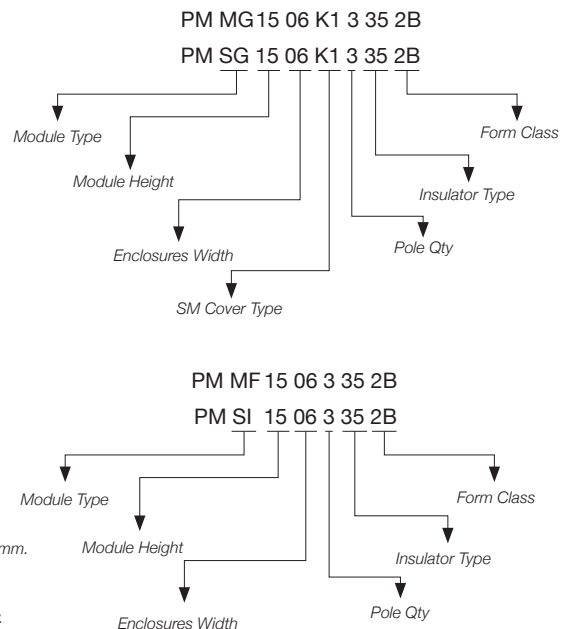 PM MG15 06 K1 3 35 2B
PM SG 15 06 K1 3 35 2B
Module Type
Form Class
Module Height
Insulator Type
Enclosures Width
Pole Qty
SM Cover Type
PM MF 15 06 3 35 2B
PM SI 15 06 3 35 2B
Module Type
Form Class
mm.
Module Height
Insulator Type
Enclosures Width
Pole Qty